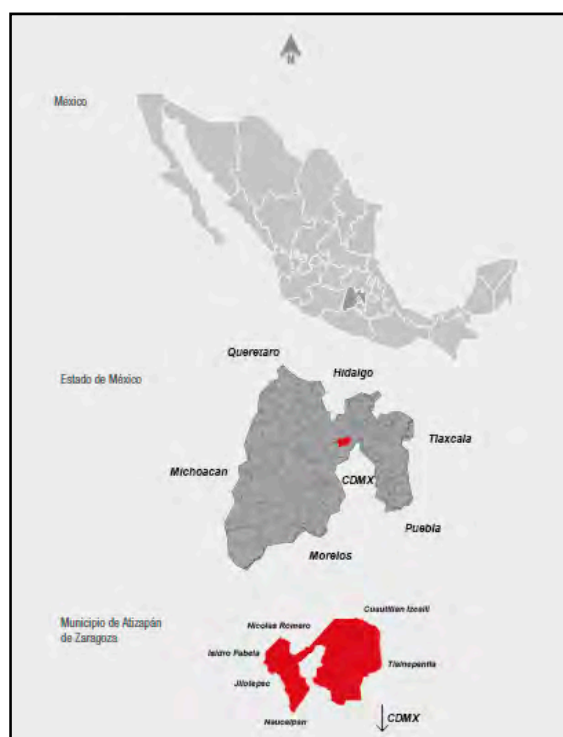 N
México
Queretaro
Hidalgo
Estado de México
Tlaxcala
Michoacan
CDMX
Puebla
Morelos
Municipio de Atizapán
de Zaragoza
Cuautitlan Izcalli
Nicolas Romero
Isidro Fabela
Tlalnepantla
Jilotepec
Naucalpan
CDMX